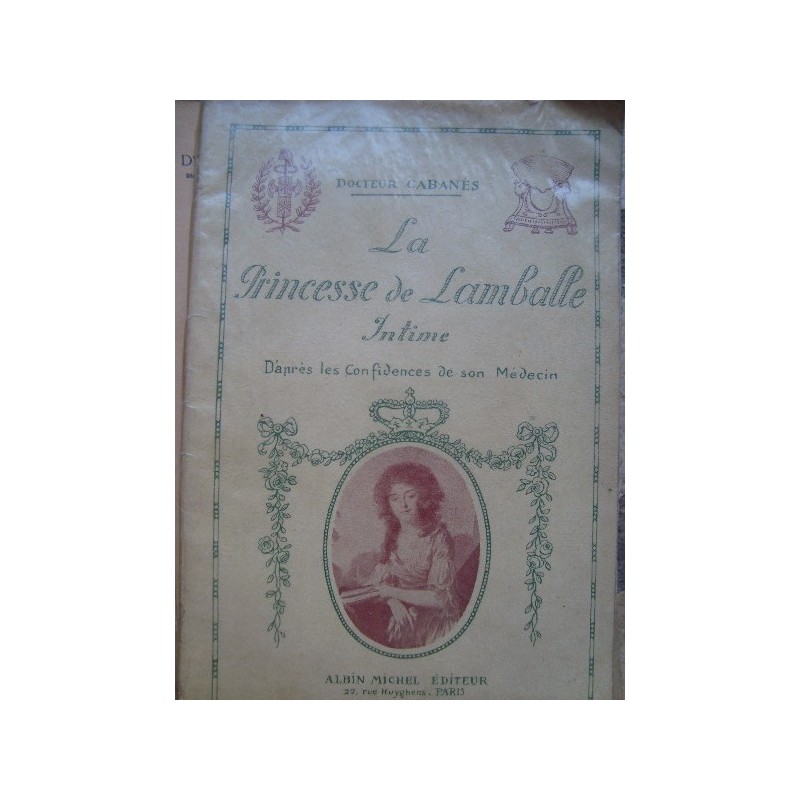 DOCTEUR CABANÈS
La
Princesse de Lamballe
Intime
D'après les Confidences de son Médecin
ALBIN MICHEL ÉDITEUR
22, rue Huyghens. PARIS